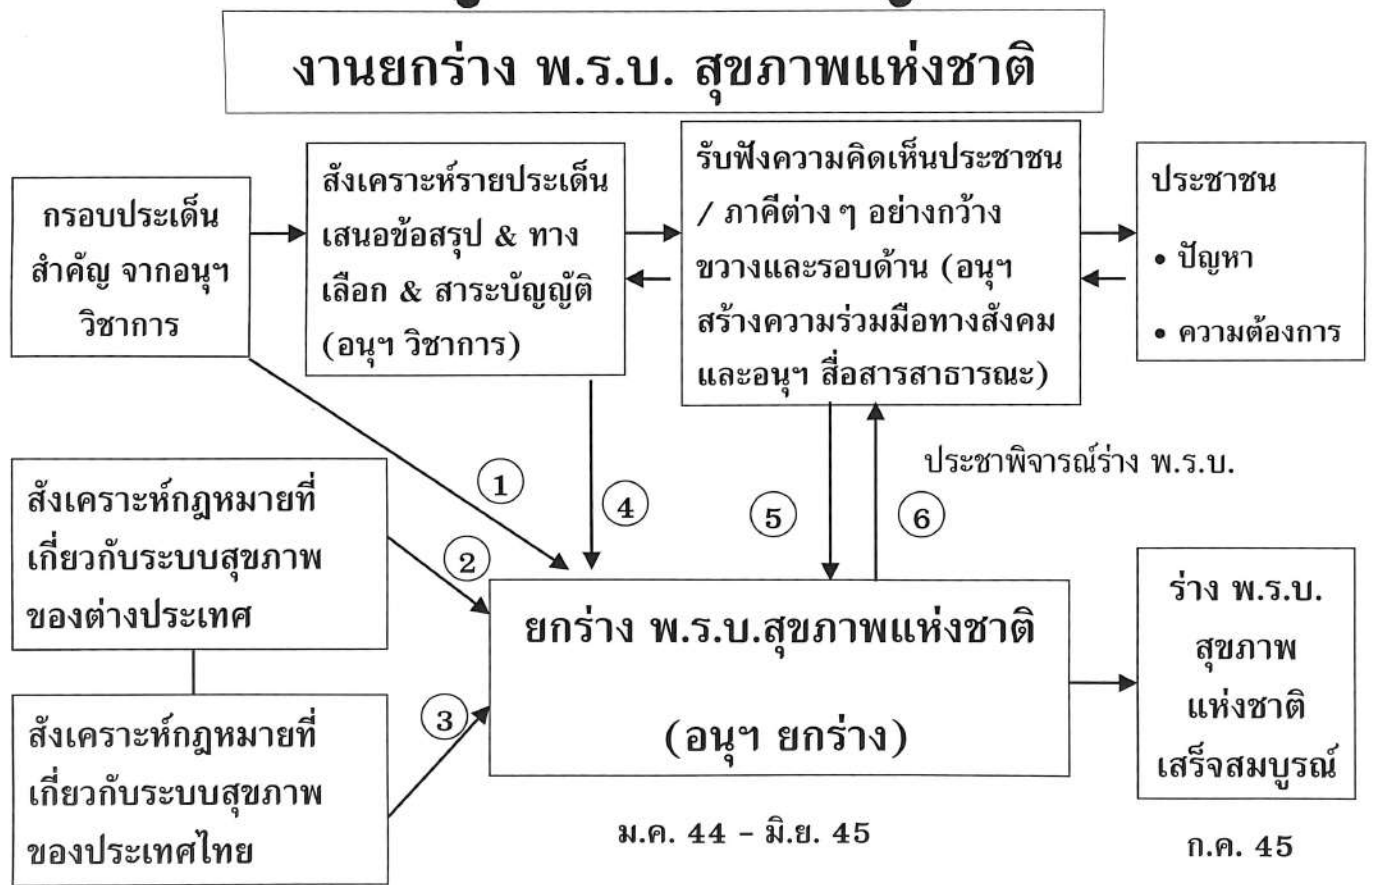 งานยกร่าง พ.ร.บ. สุขภาพแห่งชาติ
กรอบประเด็น
สำคัญ จากอนุฯ
วิชาการ
สังเคราะห์รายประเด็น
เสนอข้อสรุป & ทาง
เลือก & สาระบัญญัติ
(อนุฯ วิชาการ)
รับฟังความคิดเห็นประชาชน
/ ภาคีต่าง ๆ อย่างกว้าง
ขวางและรอบด้าน (อนุฯ
สร้างความร่วมมือทางสังคม
และอนุฯ สื่อสารสาธารณะ)
ประชาชน
• ปัญหา
• ความต้องการ
1
2
3
4
5
6
ประชาพิจารณ์ร่าง พ.ร.บ.
สังเคราะห์กฎหมายที่
เกี่ยวกับระบบสุขภาพ
ของต่างประเทศ
สังเคราะห์กฎหมายที่
เกี่ยวกับระบบสุขภาพ
ของประเทศไทย
ยกร่าง พ.ร.บ.สุขภาพแห่งชาติ
(อนุฯ ยกร่าง)
ม.ค. 44 - มิ.ย. 45
ร่าง พ.ร.บ.
สุขภาพ
แห่งชาติ
เสร็จสมบูรณ์
ก.ค. 45